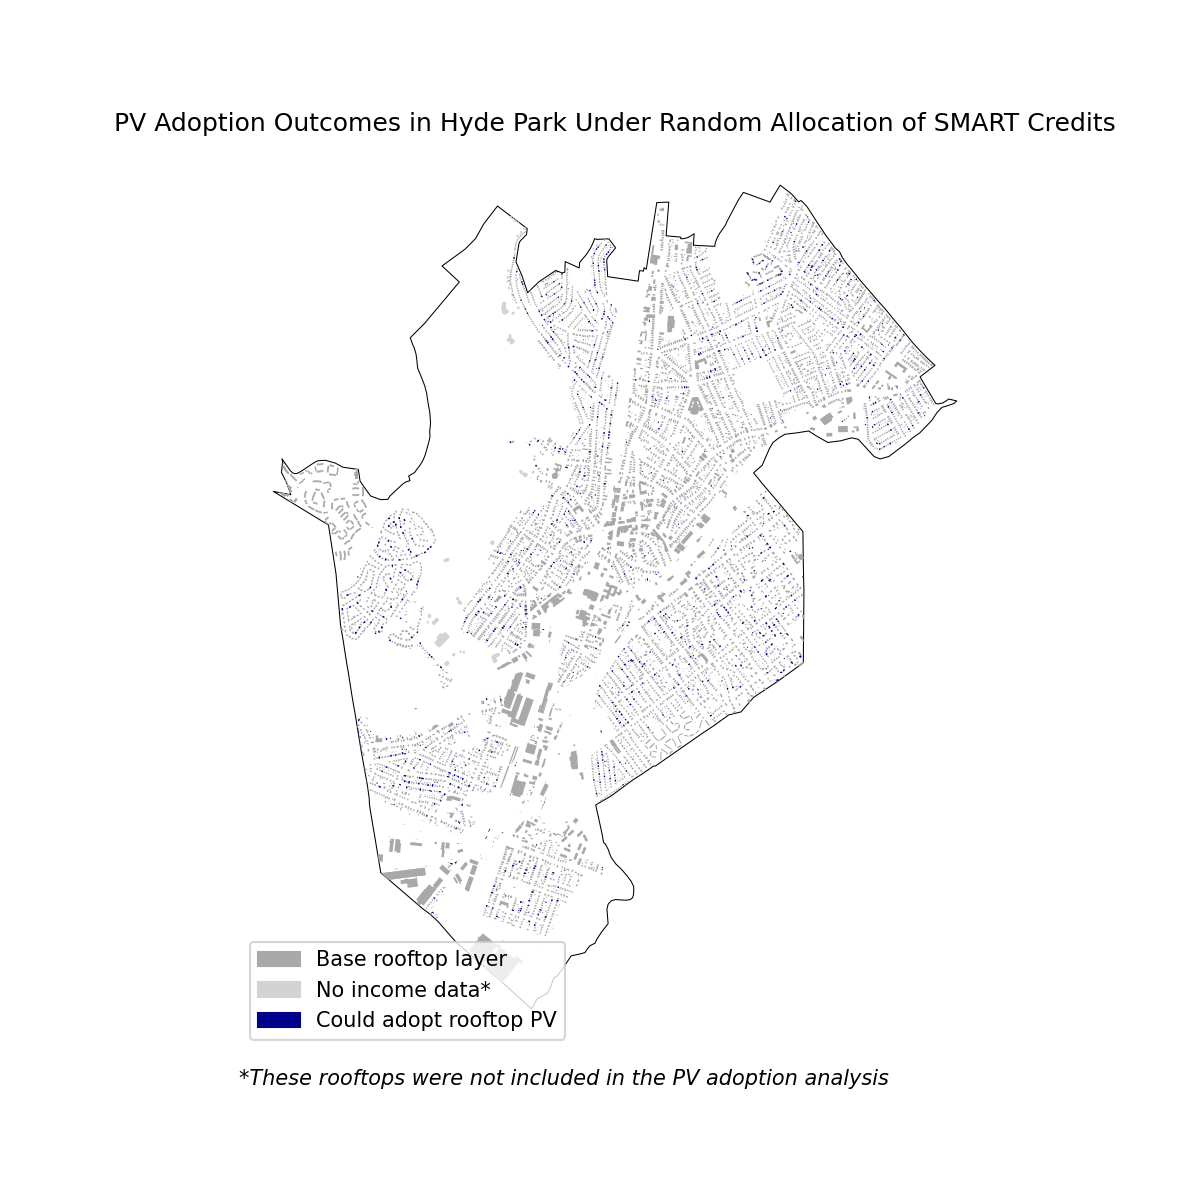 PV Adoption Outcomes in Hyde Park Under Random Allocation of SMART Credits
Base rooftop layer
No income data*
Could adopt rooftop PV
*These rooftops were not included in the PV adoption analysis